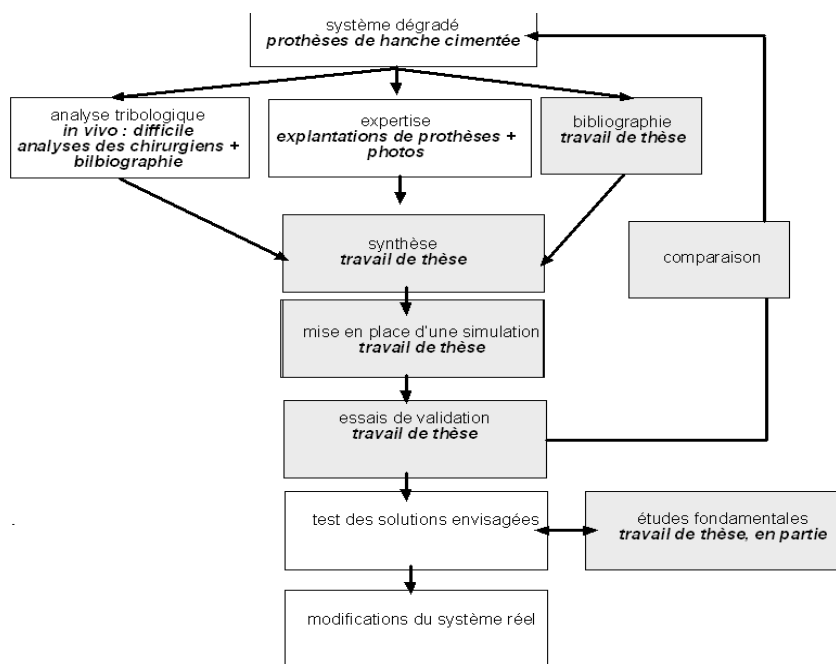 système dégradé
prothèses de hanche cimentée
analyse tribologique
in vivo : difficile
analyses des chirurgiens +
bilbiographie
expertise
explantations de prothèses +
photos
bibliographie
travail de thèse
synthèse
travail de thèse
comparaison
mise en place d'une simulation
travail de thèse
essais de validation
travail de thèse
test des solutions envisagées
études fondamentales
travail de thèse, en partie
modifications du système réel